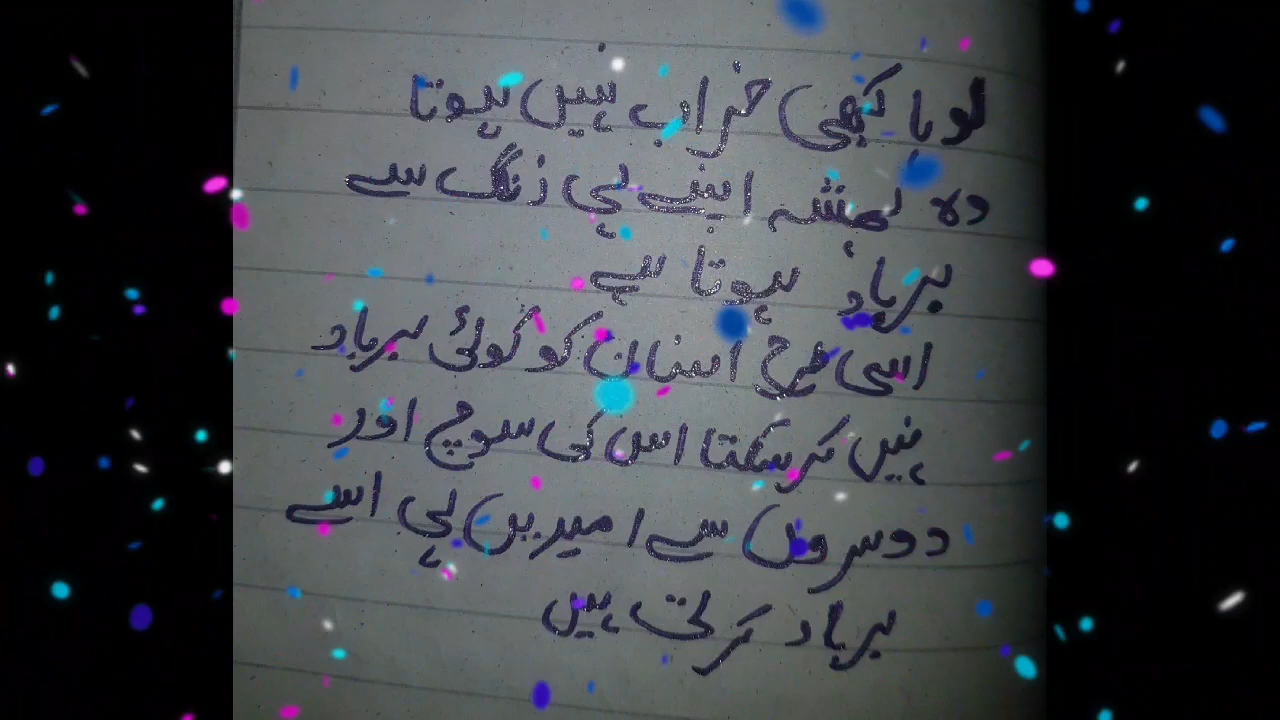 لوہا کبھی خراب نہیں ہوتا
وہ ہمیشہ اپنے ہی زنگ سے
برباد ہوتا ہے
اسی طرح انسان کو کوئی برباد
نہیں کر سکتا اس کی سوچ اور
دوسروں سے امیدیں ہی اسے
برباد کرتی ہیں